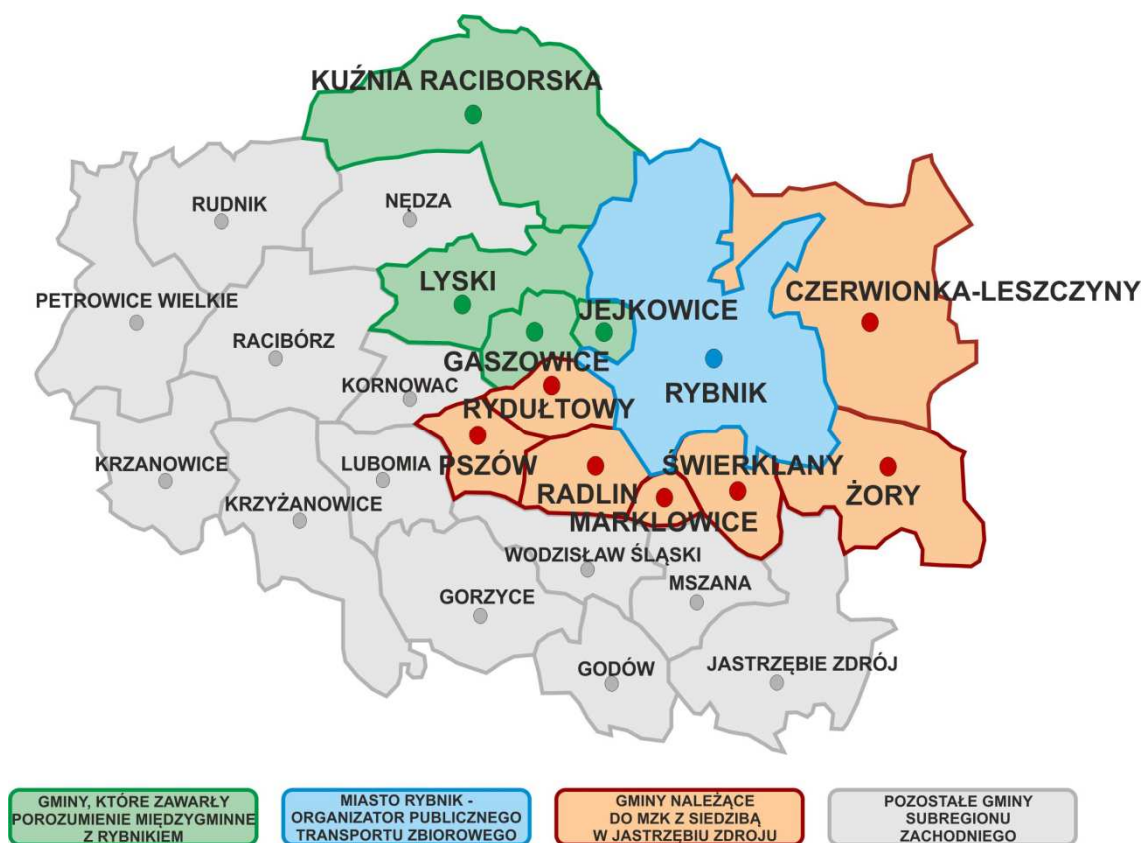 KUŹNIA RACIBORSKA
RUDNIK
NĘDZA
LYSKI
JEJKOWICE
CZERWIONKA-LESZCZYNY
PETROWICE WIELKIE
RACIBÓRZ
GASZOWICE
KORNOWAC
RYDUŁTOWY
RYBNIK
KRZANOWICE
LUBOMIA
PSZÓW
ŚWIERKLANY
RADLIN
ŻORY
KRZYŻANOWICE
MARKLOWICE
WODZISŁAW ŚLĄSKI
MSZANA
GORZYCE
GODÓW
JASTRZĘBIE ZDRÓJ
GMINY, KTÓRE ZAWARŁY
POROZUMIENIE MIĘDZYGMINNE
Z RYBNIKIEM
MIASTO RYBNIK -
ORGANIZATOR PUBLICZNEGO
TRANSPORTU ZBIOROWEGO
GMINY NALEŻĄCE
DO MZK Z SIEDZIBĄ
W JASTRZĘBIU ZDROJU
POZOSTAŁE GMINY
SUBREGIONU
ZACHODNIEGO